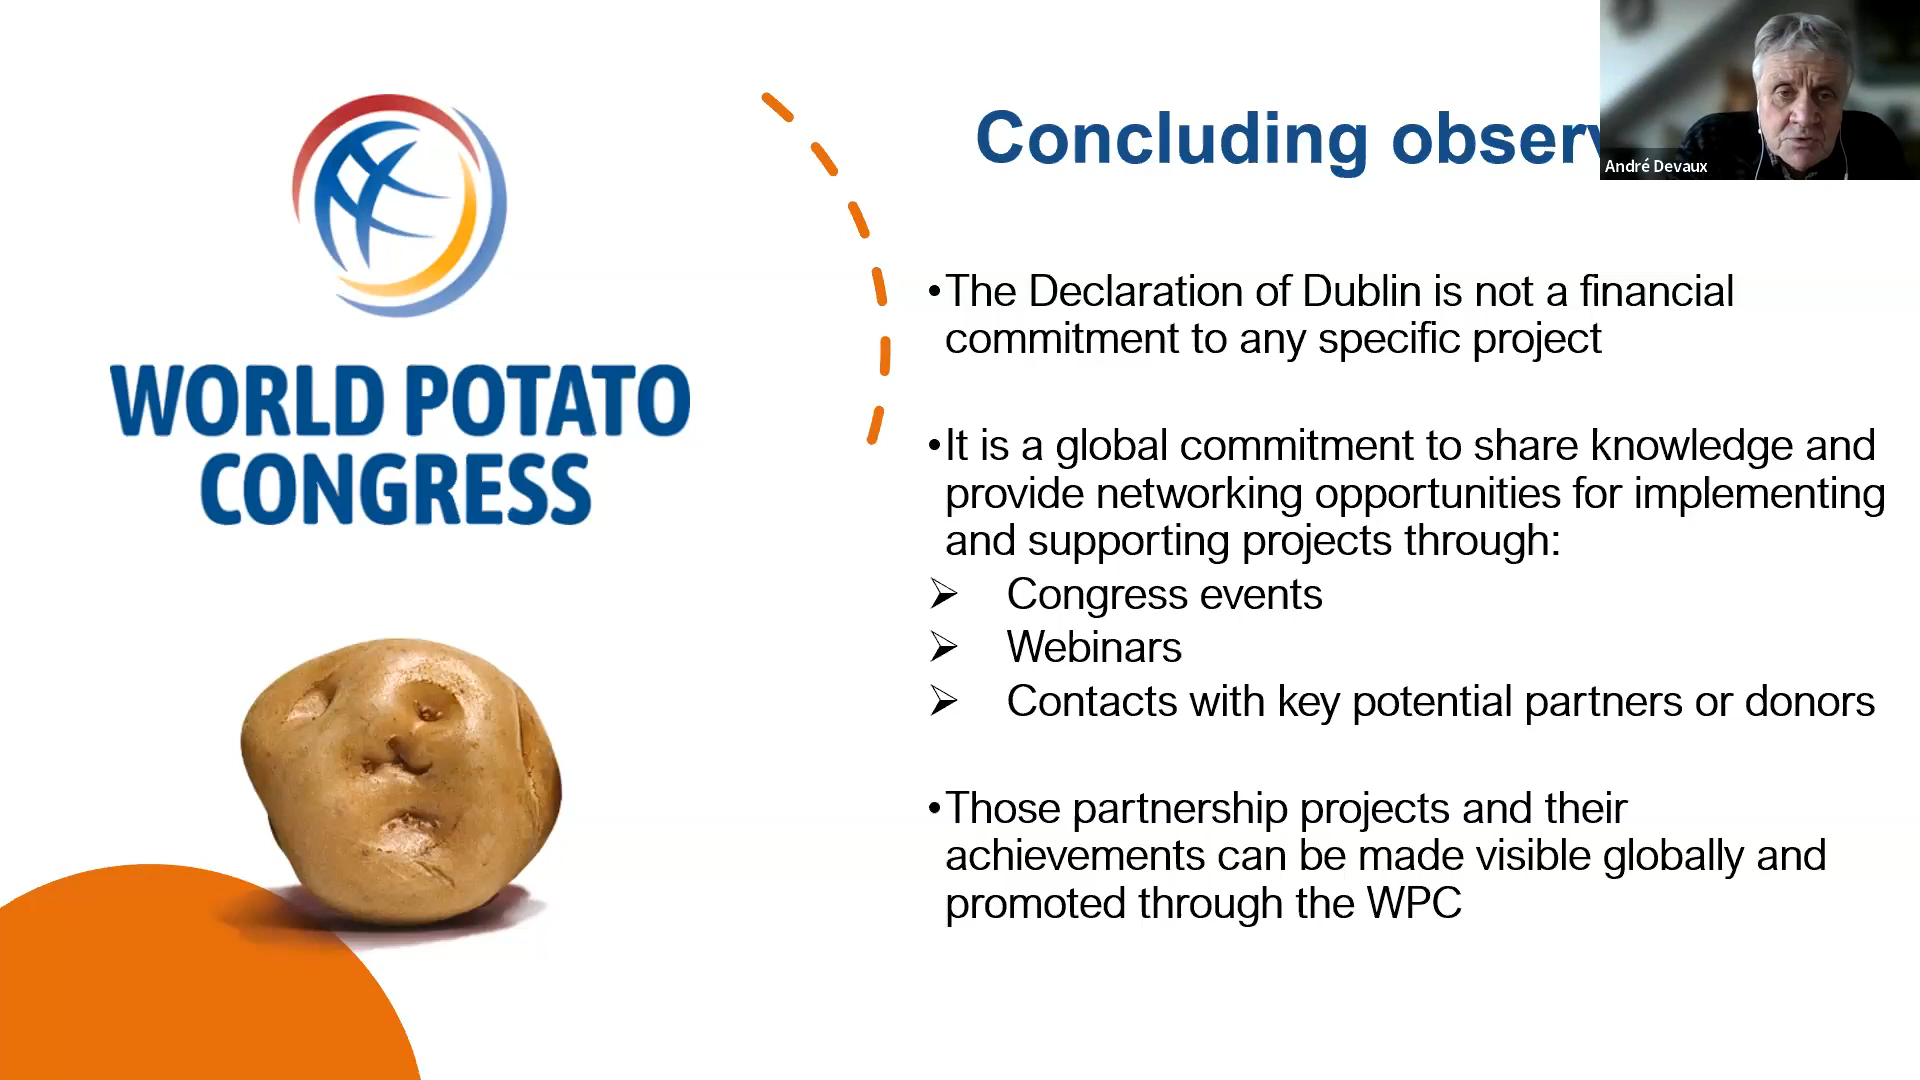 WORLD POTATO
CONGRESS
Concluding
André Devaux
•The Declaration of Dublin is not a financial
commitment to any specific project
•It is a global commitment to share knowledge and
provide networking opportunities for implementing
and supporting projects through:
➢ Congress events
➢ Webinars
➢ Contacts with key potential partners or donors
•Those partnership projects and their
achievements can be made visible globally and
promoted through the WPC